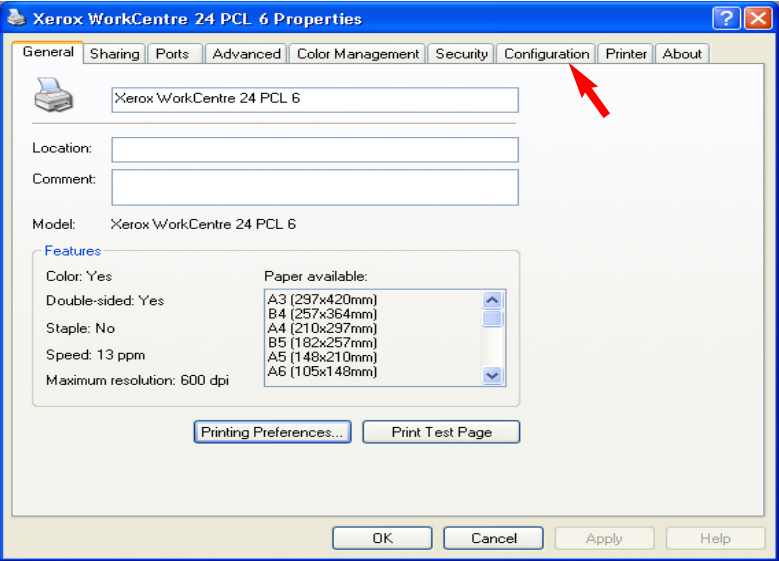 Xerox WorkCentre 24 PCL 6 Properties
General Sharing Ports Advanced Color Management Security Configuration Printer About
Xerox WorkCentre 24 PCL 6
Location:
Comment:
Model: Xerox WorkCentre 24 PCL 6
Features
Color: Yes
Double-sided: Yes
Staple: No
Speed: 13 ppm
Maximum resolution: 600 dpi
Paper available:
A3 (297x420mm)
B4 (257x364mm)
A4 (210x297mm)
B5 (182x257mm)
A5 (148x210mm)
A6 (105x148mm)
Printing Preferences... Print Test Page
OK Cancel Apply Help